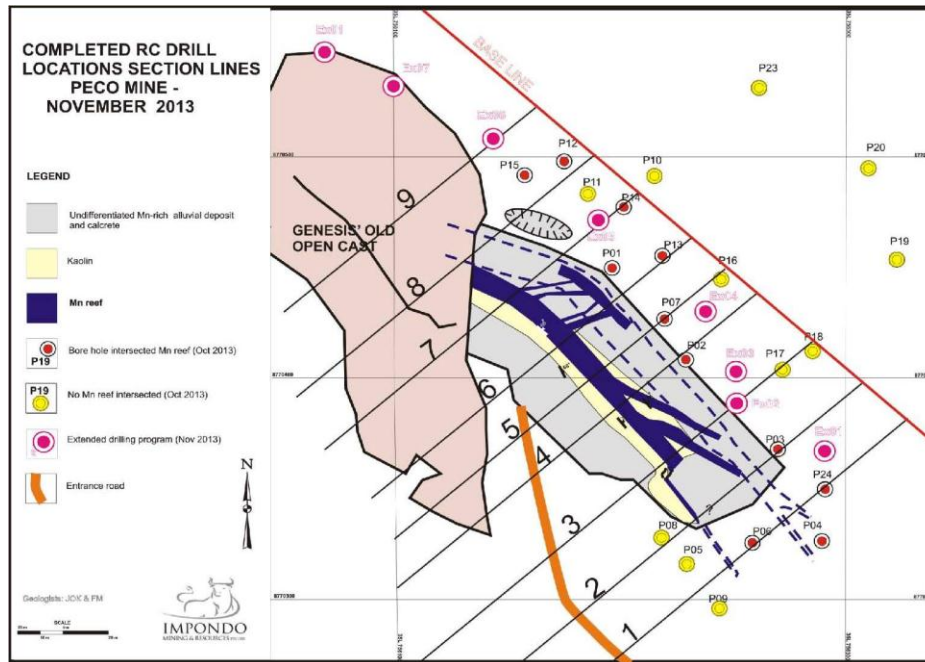 COMPLETED RC DRILL
LOCATIONS SECTION LINES
PECO MINE -
NOVEMBER 2013
LEGEND
Undifferentiated Mn-rich alluvial deposit
and calcrete
Kaolin
Mn reef
Bore hole intersected Mn reef (Oct 2013)
P19
P19
No Mn reef intersected (Oct 2013)
Extended drilling program (Nov 2013)
Entrance road
N
Geologists: JOK & FM
SCALE
IMPONDO
MINING & RESOURCES
BASE LINE
GENESIS' OLD
OPEN CAST
P23
P12
P15
P10
P20
P11
P14
P19
P01
P13
P16
P07
Ex04
P02
P18
P17
P03
P24
P04
P06
P08
P05
P09
?
9
8
7
6
5
4
3
2
1